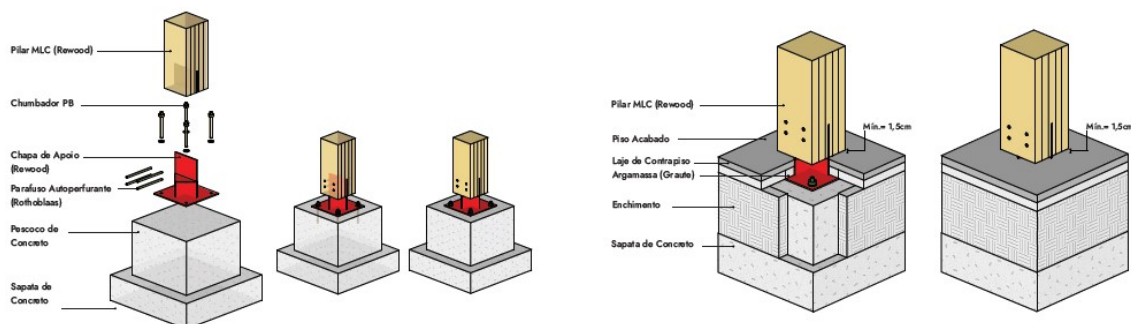 Pilar MLC (Rewood)
Chumbador PB
Chapa de Apoio
(Rewood)
Parafuso Autoperfurante
(Rothoblaas)
Pescoco de
Concreto
Sapata de
Concreto
Pilar MLC (Rewood)
Min.= 1,5cm
Piso Acabado
Laje de Contrapiso
Argamassa (Graute)
Enchimento
Sapata de Concreto
Min.= 1,5cm